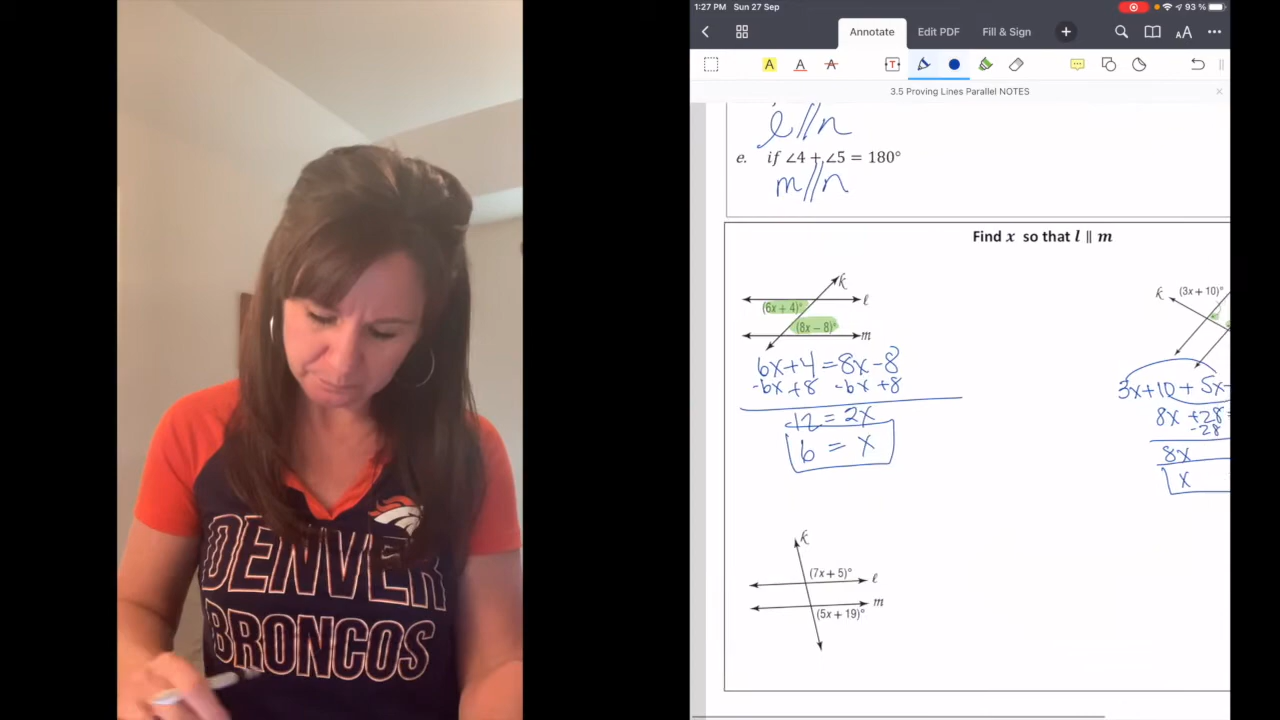 1:27 PM Sun 27 Sep
93 %
Annotate Edit PDF Fill & Sign
3.5 Proving Lines Parallel NOTES
l//n
e. if ∠4 + ∠5 = 180°
m//n
Find x so that l ∥ m
k
(6x + 4)°
ℓ
(8x − 8)°
m
6x+4 = 8x-8
-6x+8 -6x+8
12 = 2x
6 = x
k (3x + 10)°
3x+10 + 5x-
8x +28 =
-28
8x
x
k
(7x + 5)°
ℓ
m
(5x + 19)°
DENVER
BRONCOS